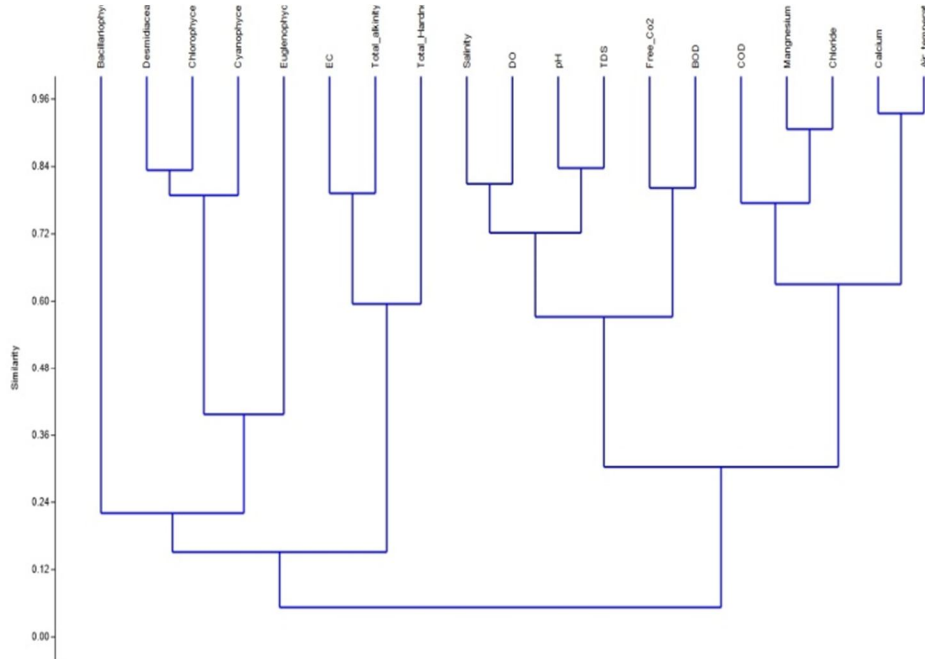 Bacillariophy
Desmidiacea
Chlorophyce
Cyanophyce
Euglenophyc
EC
Total_alkinity
Total_Hardn
Salinity
DO
pH
TDS
Free_Co2
BOD
COD
Mangnesium
Chloride
Calcium
0.96
0.84
0.72
0.60
0.48
0.36
0.24
0.12
0.00
Similarity